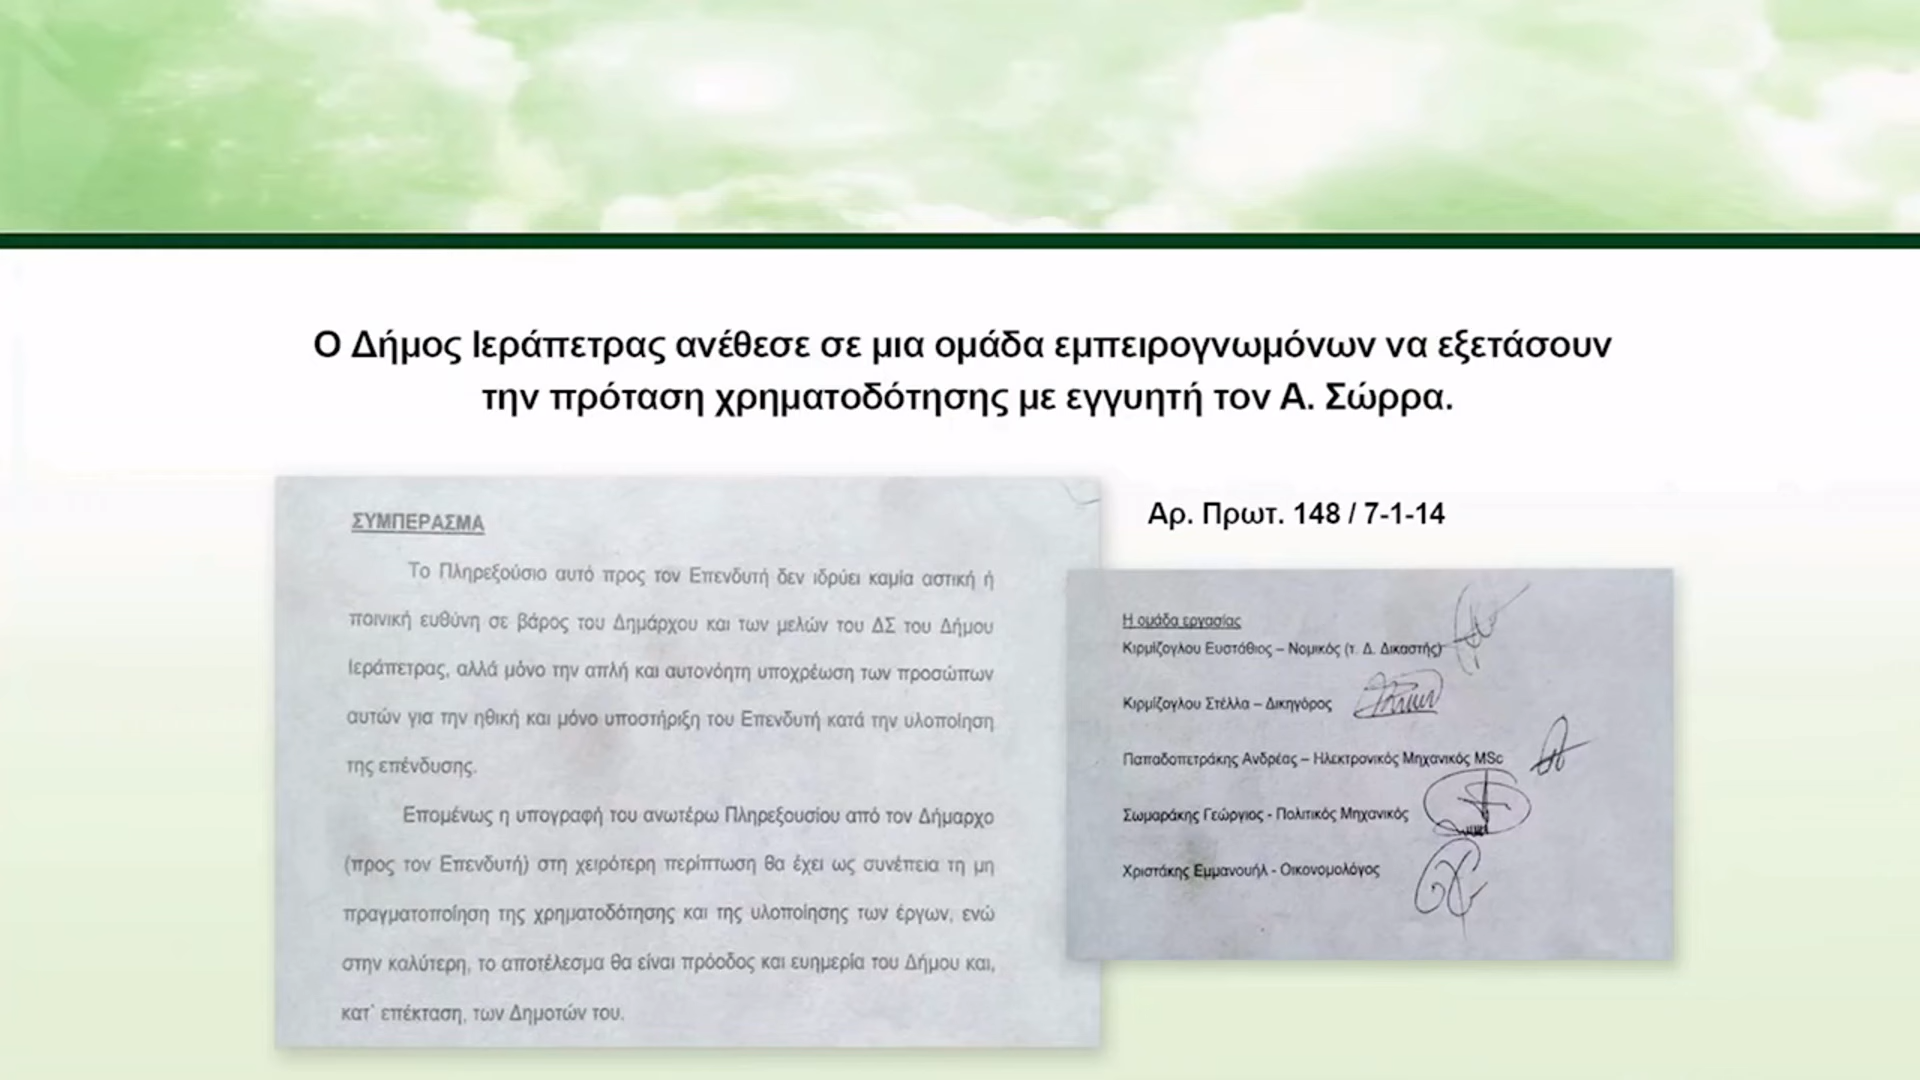 Ο Δήμος Ιεράπετρας ανέθεσε σε μια ομάδα εμπειρογνωμόνων να εξετάσουν
την πρόταση χρηματοδότησης με εγγυητή τον Α. Σώρρα.
ΣΥΜΠΕΡΑΣΜΑ
Το Πληρεξούσιο αυτό προς τον Επενδυτή δεν ιδρύει καμία αστική ή
ποινική ευθύνη σε βάρος του Δημάρχου και των μελών του ΔΣ του Δήμου
Ιεράπετρας, αλλά μόνο την απλή και αυτονόητη υποχρέωση των προσώπων
αυτών για την ηθική και μόνο υποστήριξη του Επενδυτή κατά την υλοποίηση
της επένδυσης.
Επομένως η υπογραφή του ανωτέρω Πληρεξουσίου από τον Δήμαρχο
(προς τον Επενδυτή) στη χειρότερη περίπτωση θα έχει ως συνέπεια τη μη
πραγματοποίηση της χρηματοδότησης και της υλοποίησης των έργων, ενώ
στην καλύτερη, το αποτέλεσμα θα είναι πρόοδος και ευημερία του Δήμου και,
κατ΄ επέκταση, των Δημοτών του.
Αρ. Πρωτ. 148 / 7-1-14
Η ομάδα εργασίας
Κιρμίζογλου Ευστάθιος – Νομικός (τ. Δ. Δικαστής)
Κιρμίζογλου Στέλλα – Δικηγόρος
Παπαδοπετράκης Ανδρέας – Ηλεκτρονικός Μηχανικός MSc
Σωμαράκης Γεώργιος - Πολιτικός Μηχανικός
Χριστάκης Εμμανουήλ - Οικονομολόγος